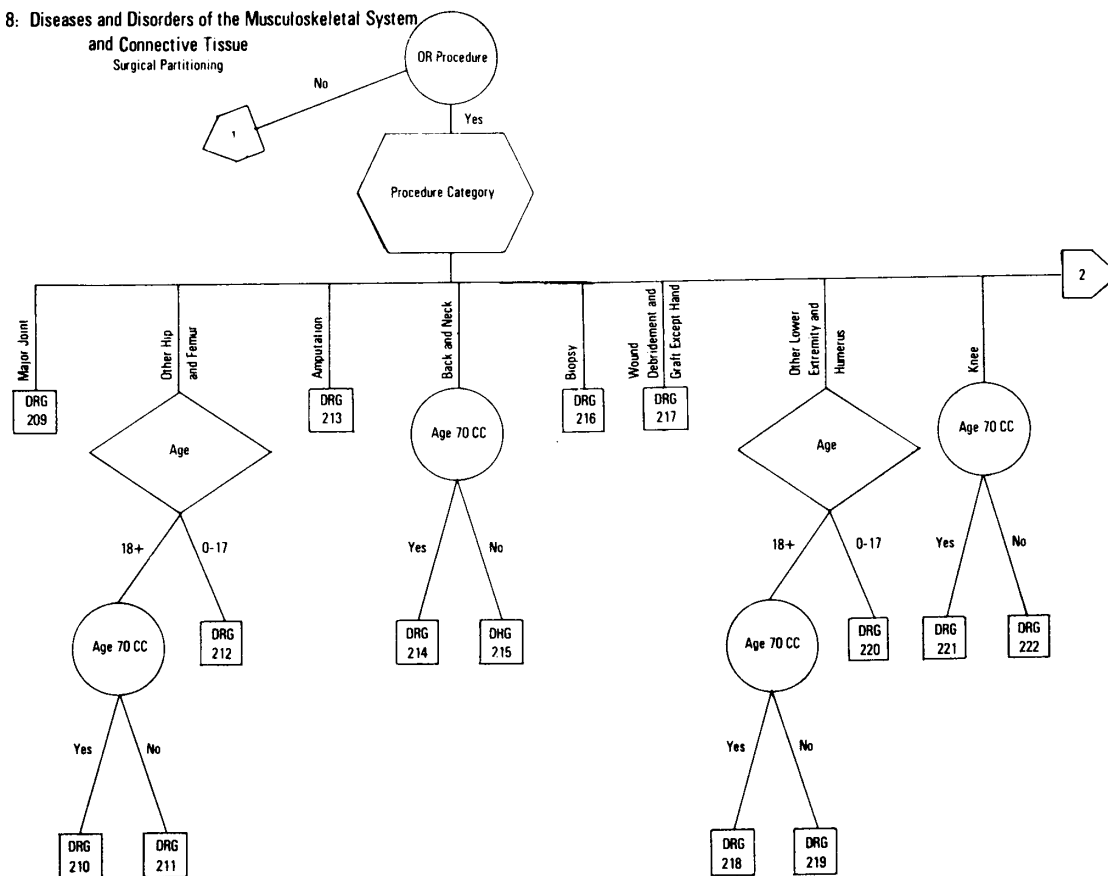 8: Diseases and Disorders of the Musculoskeletal System
and Connective Tissue
Surgical Partitioning
OR Procedure
No
Yes
1
Procedure Category
2
Major Joint
Other Hip
and Femur
Amputation
Back and Neck
Biopsy
Wound
Debridement and
Graft Except Hand
Other Lower
Extremity and
Humerus
Knee
DRG
209
Age
DRG
213
Age 70 CC
DRG
216
DRG
217
Age
Age 70 CC
18+
0-17
Yes
No
18+
0-17
Yes
No
Age 70 CC
DRG
212
DRG
214
DHG
215
Age 70 CC
DRG
220
DRG
221
DRG
222
Yes
No
Yes
No
DRG
210
DRG
211
DRG
218
DRG
219